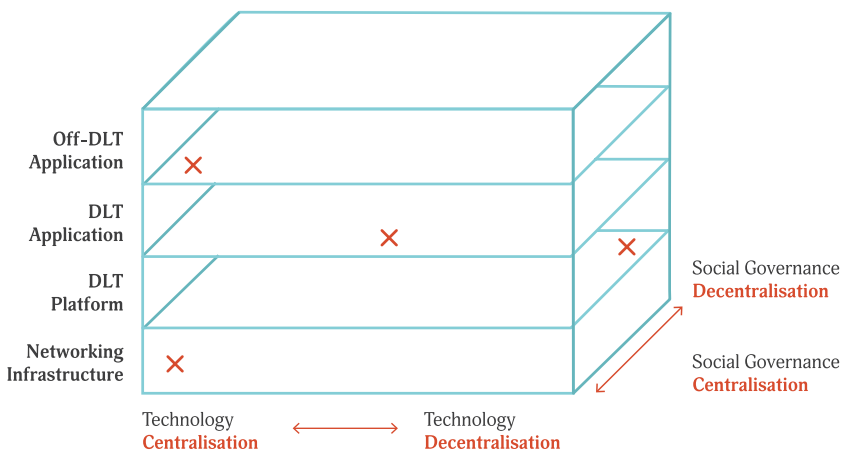 Off-DLT
Application
DLT
Application
DLT
Platform
Networking
Infrastructure
Social Governance
Decentralisation
Social Governance
Centralisation
Technology
Centralisation
Technology
Decentralisation